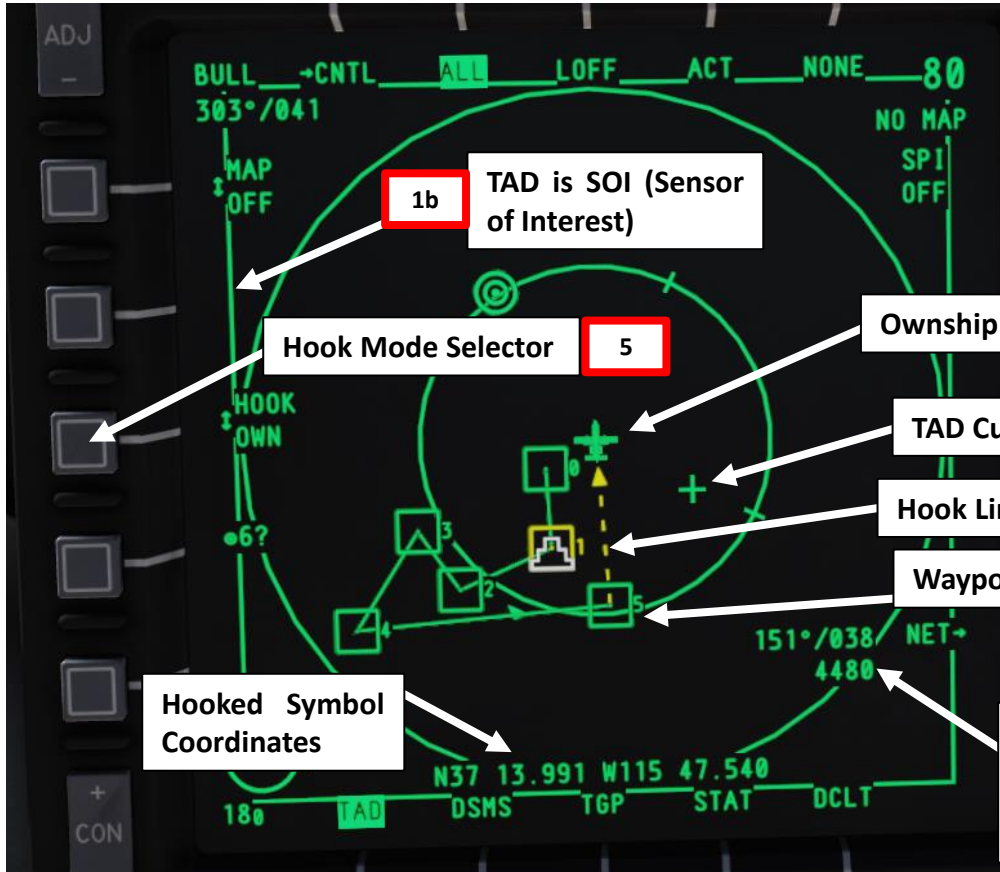 ADJ
–
BULL →CNTL ALL LOFF ACT NONE 80
303°/041
NO MAP
MAP
OFF
SPI
OFF
1b
TAD is SOI (Sensor
of Interest)
Ownship
Hook Mode Selector
5
HOOK
OWN
TAD Cu
0
Hook Lin
6?
3
1
Waypo
2
5
4
151°/038
NET→
4480
Hooked Symbol
Coordinates
N37 13.991 W115 47.540
180 TAD DSMS TGP STAT DCLT
+
CON